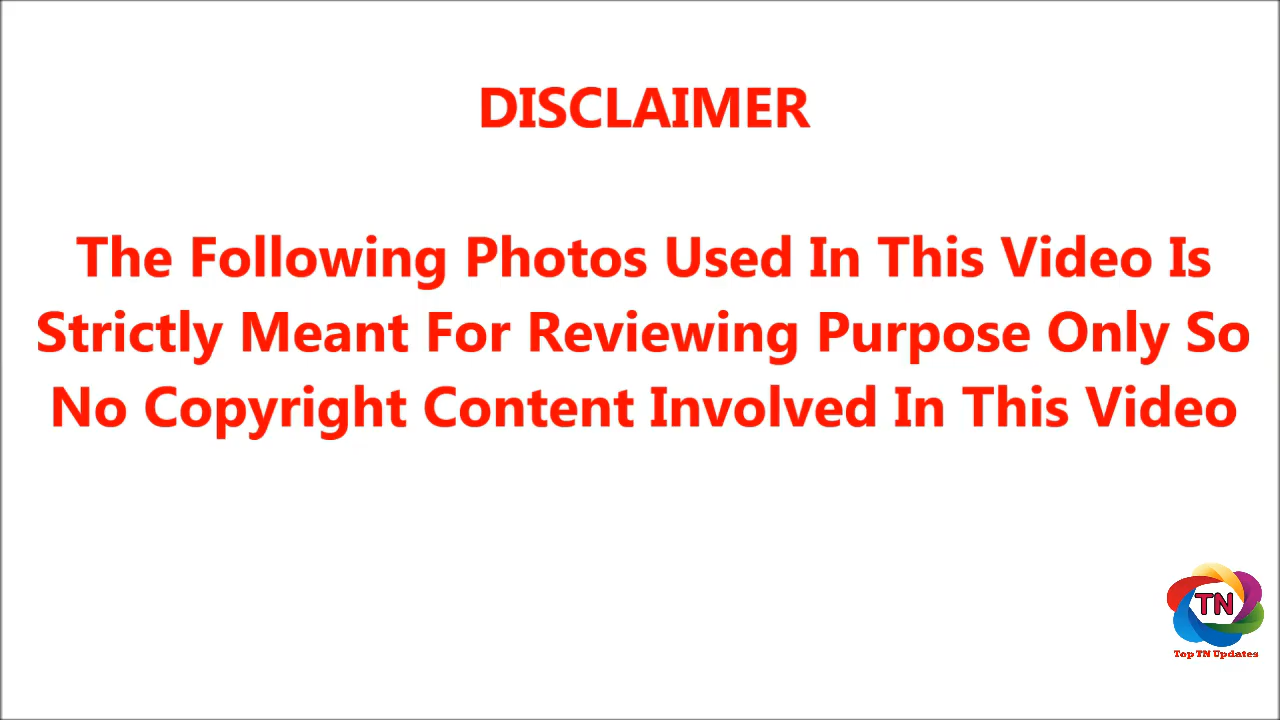 DISCLAIMER
The Following Photos Used In This Video Is
Strictly Meant For Reviewing Purpose Only So
No Copyright Content Involved In This Video
TN
Top TN Updates